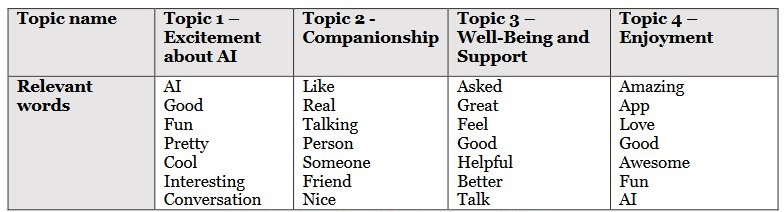 Topic name
Topic 1 –
Excitement
about AI
Topic 2 -
Companionship
Topic 3 –
Well-Being and
Support
Topic 4 –
Enjoyment
Relevant
words
AI
Good
Fun
Pretty
Cool
Interesting
Conversation
Like
Real
Talking
Person
Someone
Friend
Nice
Asked
Great
Feel
Good
Helpful
Better
Talk
Amazing
App
Love
Good
Awesome
Fun
AI